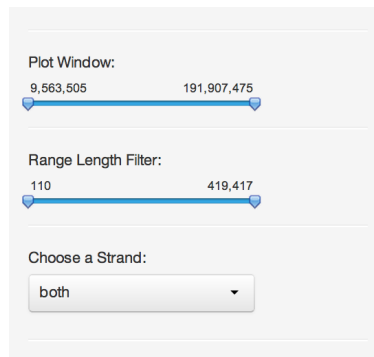 Plot Window:
9,563,505 191,907,475
Range Length Filter:
110 419,417
Choose a Strand:
both